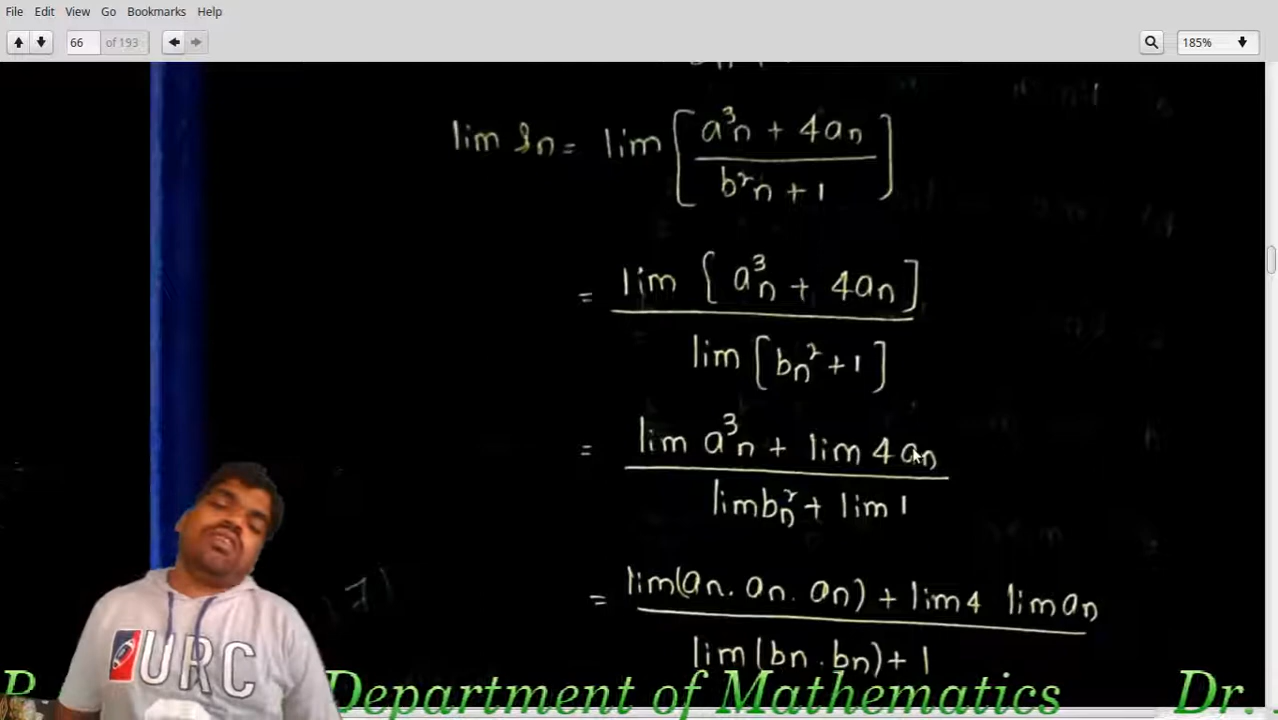 File Edit View Go Bookmarks Help
66 of 193 185%
lim Sn = lim [ a³n + 4an / b²n + 1 ]
= lim [ a³n + 4an ] / lim [ bn² + 1 ]
= lim a³n + lim 4an / lim bn² + lim 1
= lim(an. an. an) + lim 4 lim an / lim(bn . bn) + 1
URC
Department of Mathematics Dr.